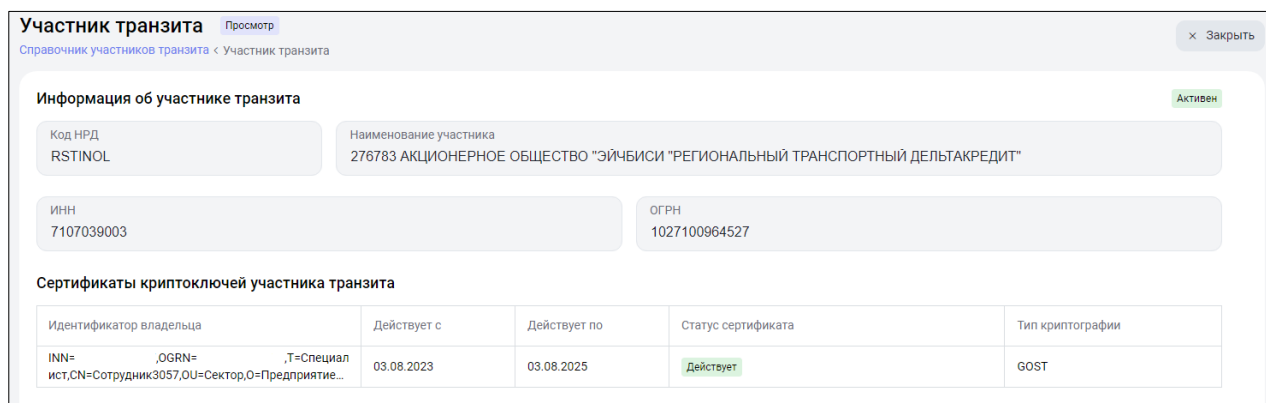 Участник транзита Просмотр
× Закрыть
Справочник участников транзита < Участник транзита
Информация об участнике транзита Активен
Код НРД Наименование участника
RSTINOL 276783 АКЦИОНЕРНОЕ ОБЩЕСТВО "ЭЙЧБИСИ "РЕГИОНАЛЬНЫЙ ТРАНСПОРТНЫЙ ДЕЛЬТАКРЕДИТ"
ИНН ОГРН
7107039003 1027100964527
Сертификаты криптоключей участника транзита
Идентификатор владельца Действует с Действует по Статус сертификата Тип криптографии
INN= ,OGRN= ,T=Специал
ист,CN=Сотрудник3057,OU=Сектор,O=Предприятие... 03.08.2023 03.08.2025 Действует GOST